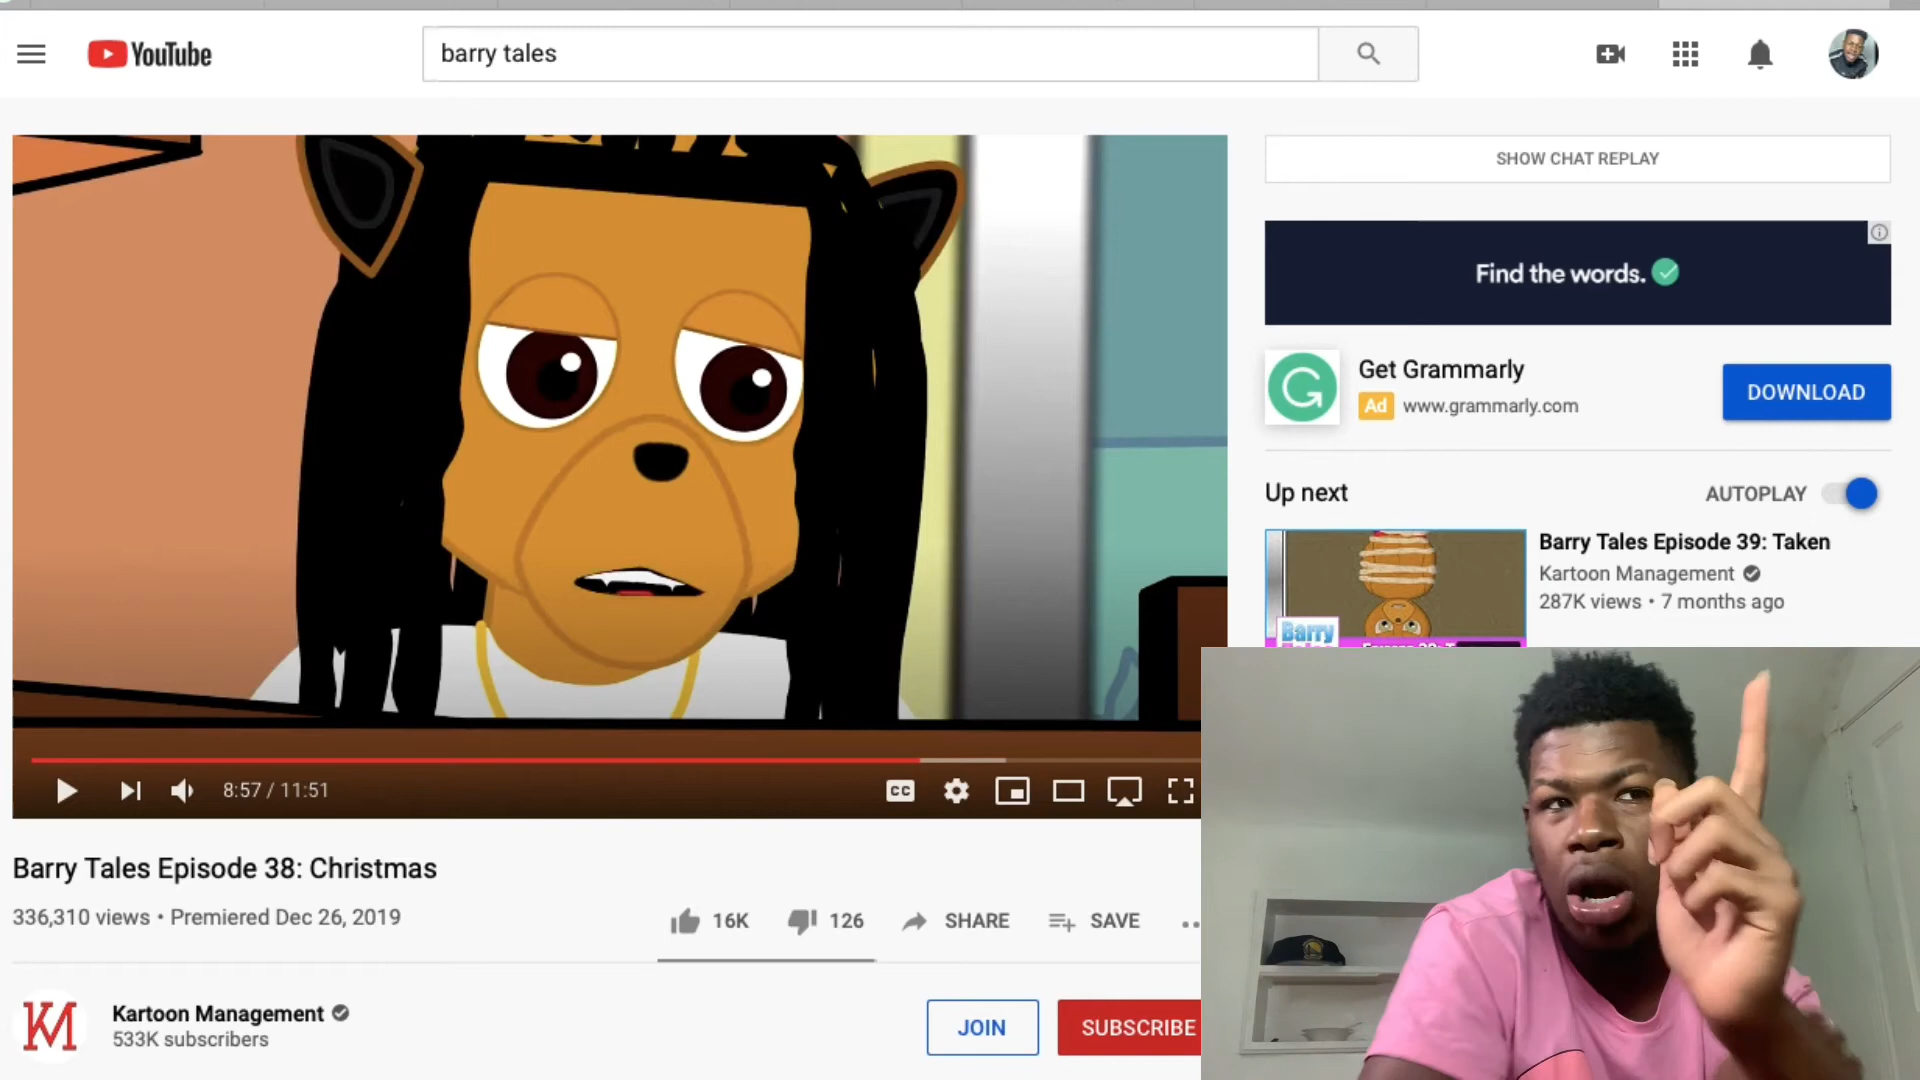 YouTube
barry tales
SHOW CHAT REPLAY
Find the words.
Get Grammarly
Ad www.grammarly.com
DOWNLOAD
Up next
AUTOPLAY
Barry Tales Episode 39: Taken
Kartoon Management
287K views • 7 months ago
Barry
8:57 / 11:51
CC
Barry Tales Episode 38: Christmas
336,310 views • Premiered Dec 26, 2019
16K
126
SHARE
SAVE
KM
Kartoon Management
533K subscribers
JOIN
SUBSCRIBE